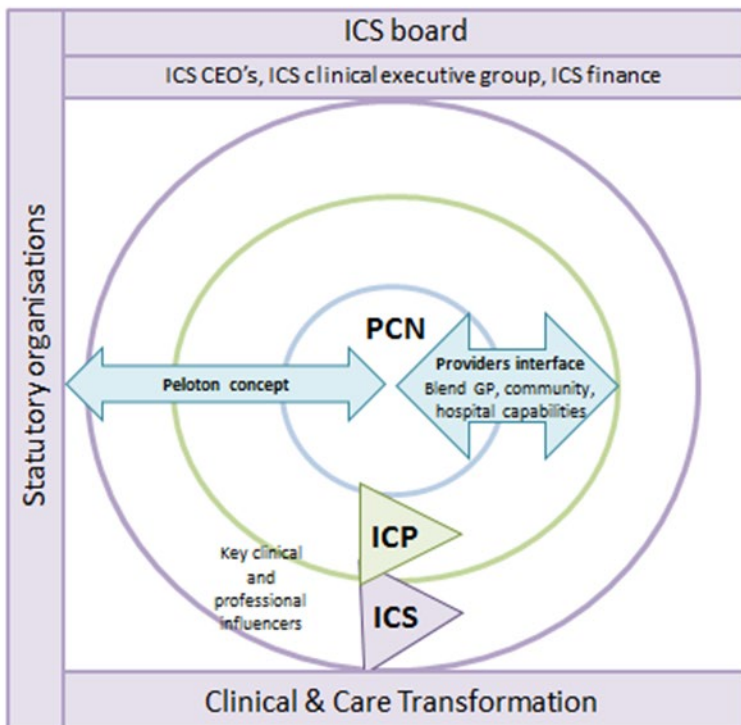 ICS board
ICS CEO's, ICS clinical executive group, ICS finance
Statutory organisations
PCN
Peloton concept
Providers interface
Blend GP, community,
hospital capabilities
ICP
Key clinical
and
professional
influencers
ICS
Clinical & Care Transformation